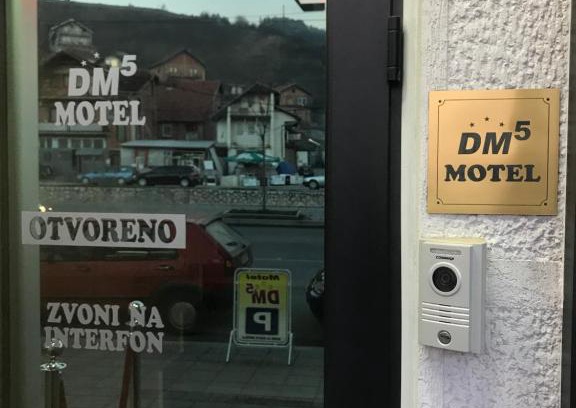 DM5
MOTEL
OTVORENO
ZVONI NA
INTERFON
DM5
MOTEL
Motel
DM5
P